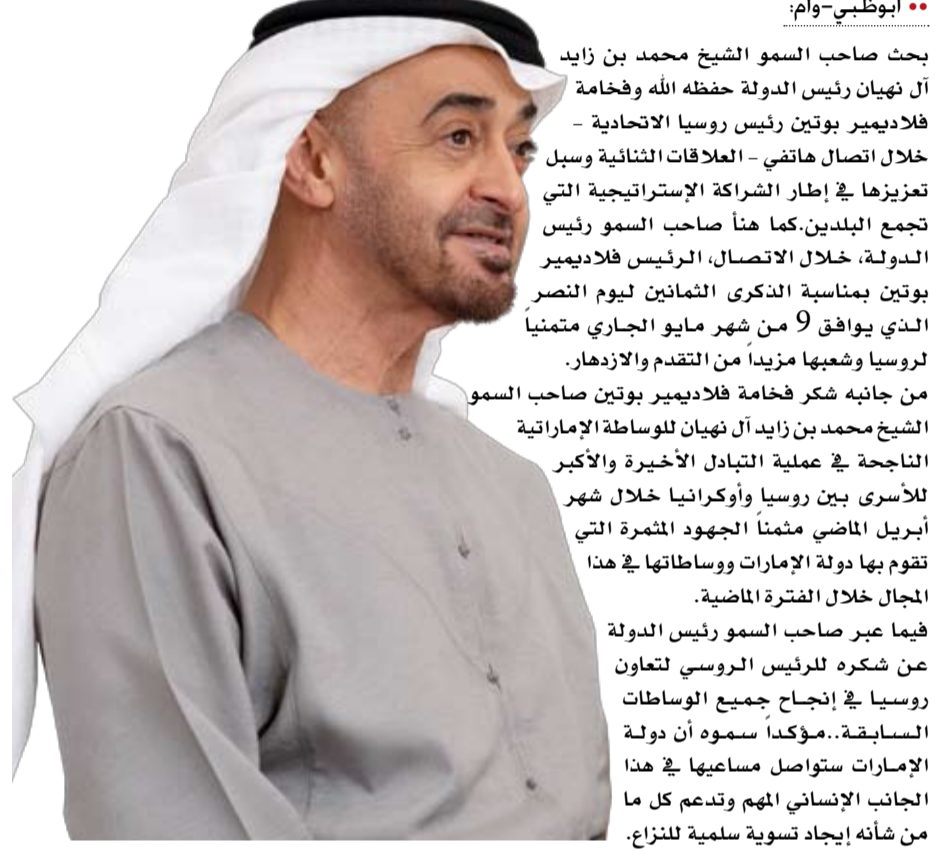 •• أبوظبي-وام:
بحث صاحب السمو الشيخ محمد بن زايد
آل نهيان رئيس الدولة حفظه الله وفخامة
فلاديمير بوتين رئيس روسيا الاتحادية –
خلال اتصال هاتفي – العلاقات الثنائية وسبل
تعزيزها في إطار الشراكة الإستراتيجية التي
تجمع البلدين.كما هنأ صاحب السمو رئيس
الدولة، خلال الاتصال، الرئيس فلاديمير
بوتين بمناسبة الذكرى الثمانين ليوم النصر
الذي يوافق 9 من شهر مايو الجاري متمنياً
لروسيا وشعبها مزيداً من التقدم والازدهار.
من جانبه شكر فخامة فلاديمير بوتين صاحب السمو
الشيخ محمد بن زايد آل نهيان للوساطة الإماراتية
الناجحة في عملية التبادل الأخيرة والأكبر
للأسرى بين روسيا وأوكرانيا خلال شهر
أبريل الماضي مثمناً الجهود المثمرة التي
تقوم بها دولة الإمارات ووساطاتها في هذا
المجال خلال الفترة الماضية.
فيما عبر صاحب السمو رئيس الدولة
عن شكره للرئيس الروسي لتعاون
روسيا في إنجاح جميع الوساطات
السابقة..مؤكداً سموه أن دولة
الإمارات ستواصل مساعيها في هذا
الجانب الإنساني المهم وتدعم كل ما
من شأنه إيجاد تسوية سلمية للنزاع.